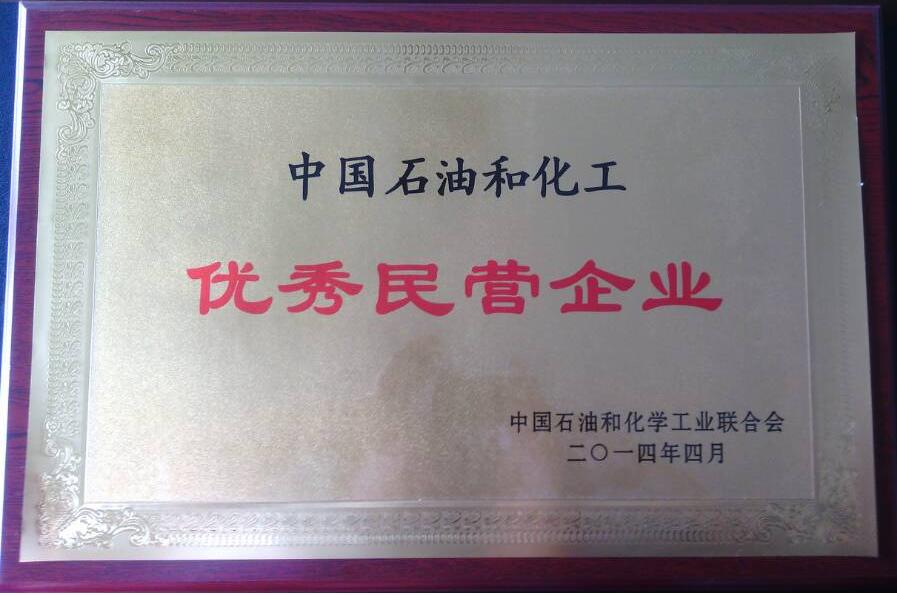 中国石油和化工
优秀民营企业
中国石油和化学工业联合会
二〇一四年四月